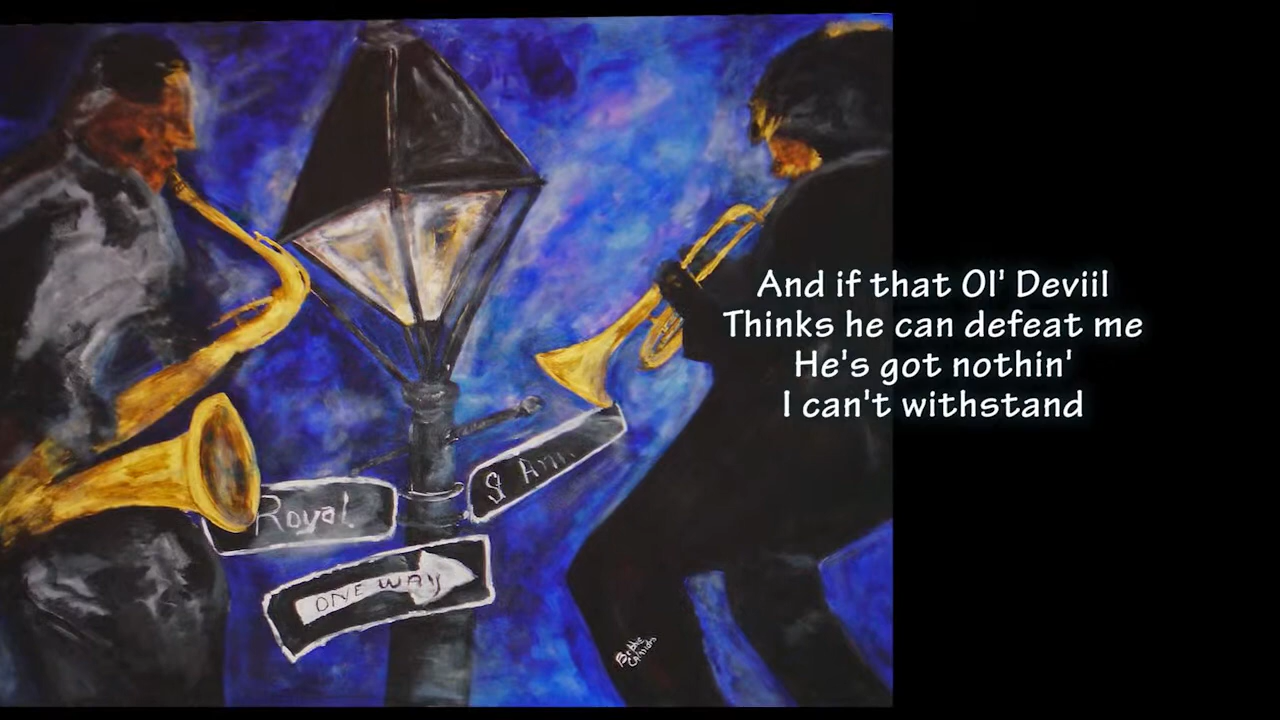 And if that Ol' Deviil
Thinks he can defeat me
He's got nothin'
I can't withstand
Royal
St Ann
ONE WAY